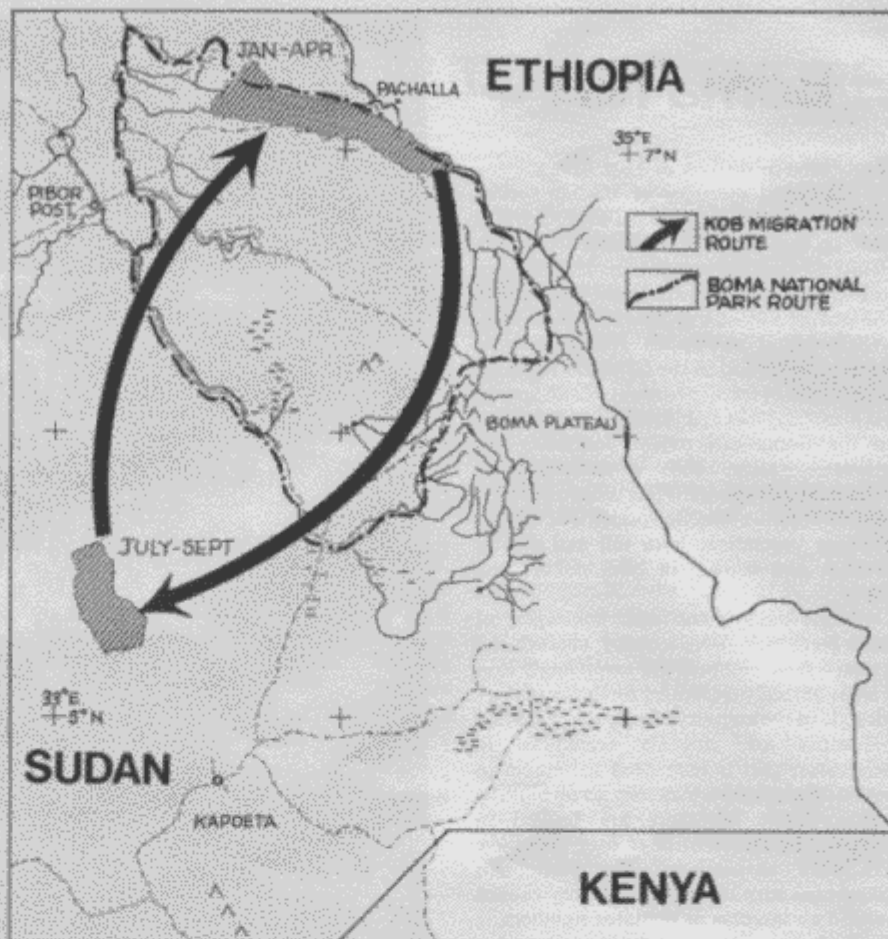 JAN-APR
ETHIOPIA
PACHALLA
35°E
7°N
PIBOR
POST
KOB MIGRATION
ROUTE
BOMA NATIONAL
PARK ROUTE
BOMA PLATEAU
JULY-SEPT
33°E
5°N
SUDAN
KAPOETA
KENYA